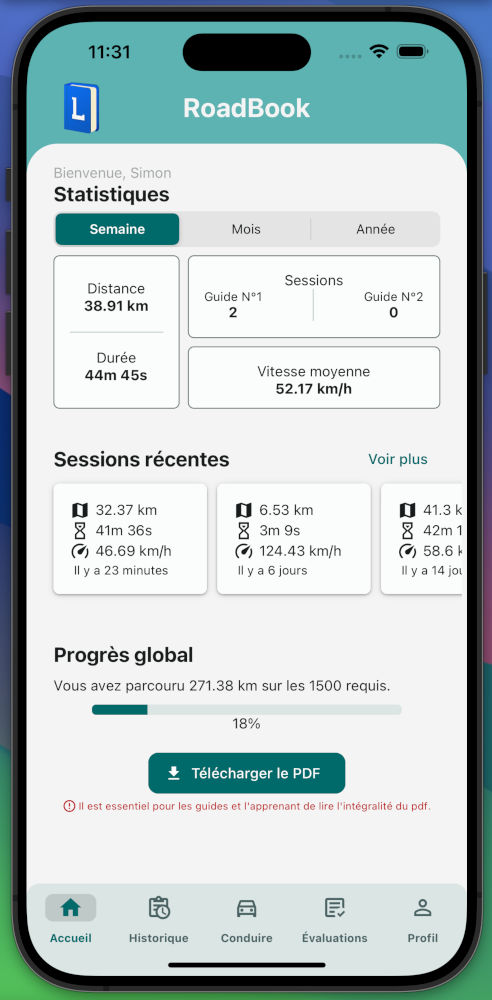 11:31
L
RoadBook
Bienvenue, Simon
Statistiques
Semaine
Mois
Année
Distance
38.91 km
Durée
44m 45s
Sessions
Guide N°1
2
Guide N°2
0
Vitesse moyenne
52.17 km/h
Sessions récentes
Voir plus
32.37 km
41m 36s
46.69 km/h
Il y a 23 minutes
6.53 km
3m 9s
124.43 km/h
Il y a 6 jours
41.3 k
42m 1
58.6 k
Il y a 14 jou
Progrès global
Vous avez parcouru 271.38 km sur les 1500 requis.
18%
Télécharger le PDF
Il est essentiel pour les guides et l'apprenant de lire l'intégralité du pdf.
Accueil
Historique
Conduire
Évaluations
Profil